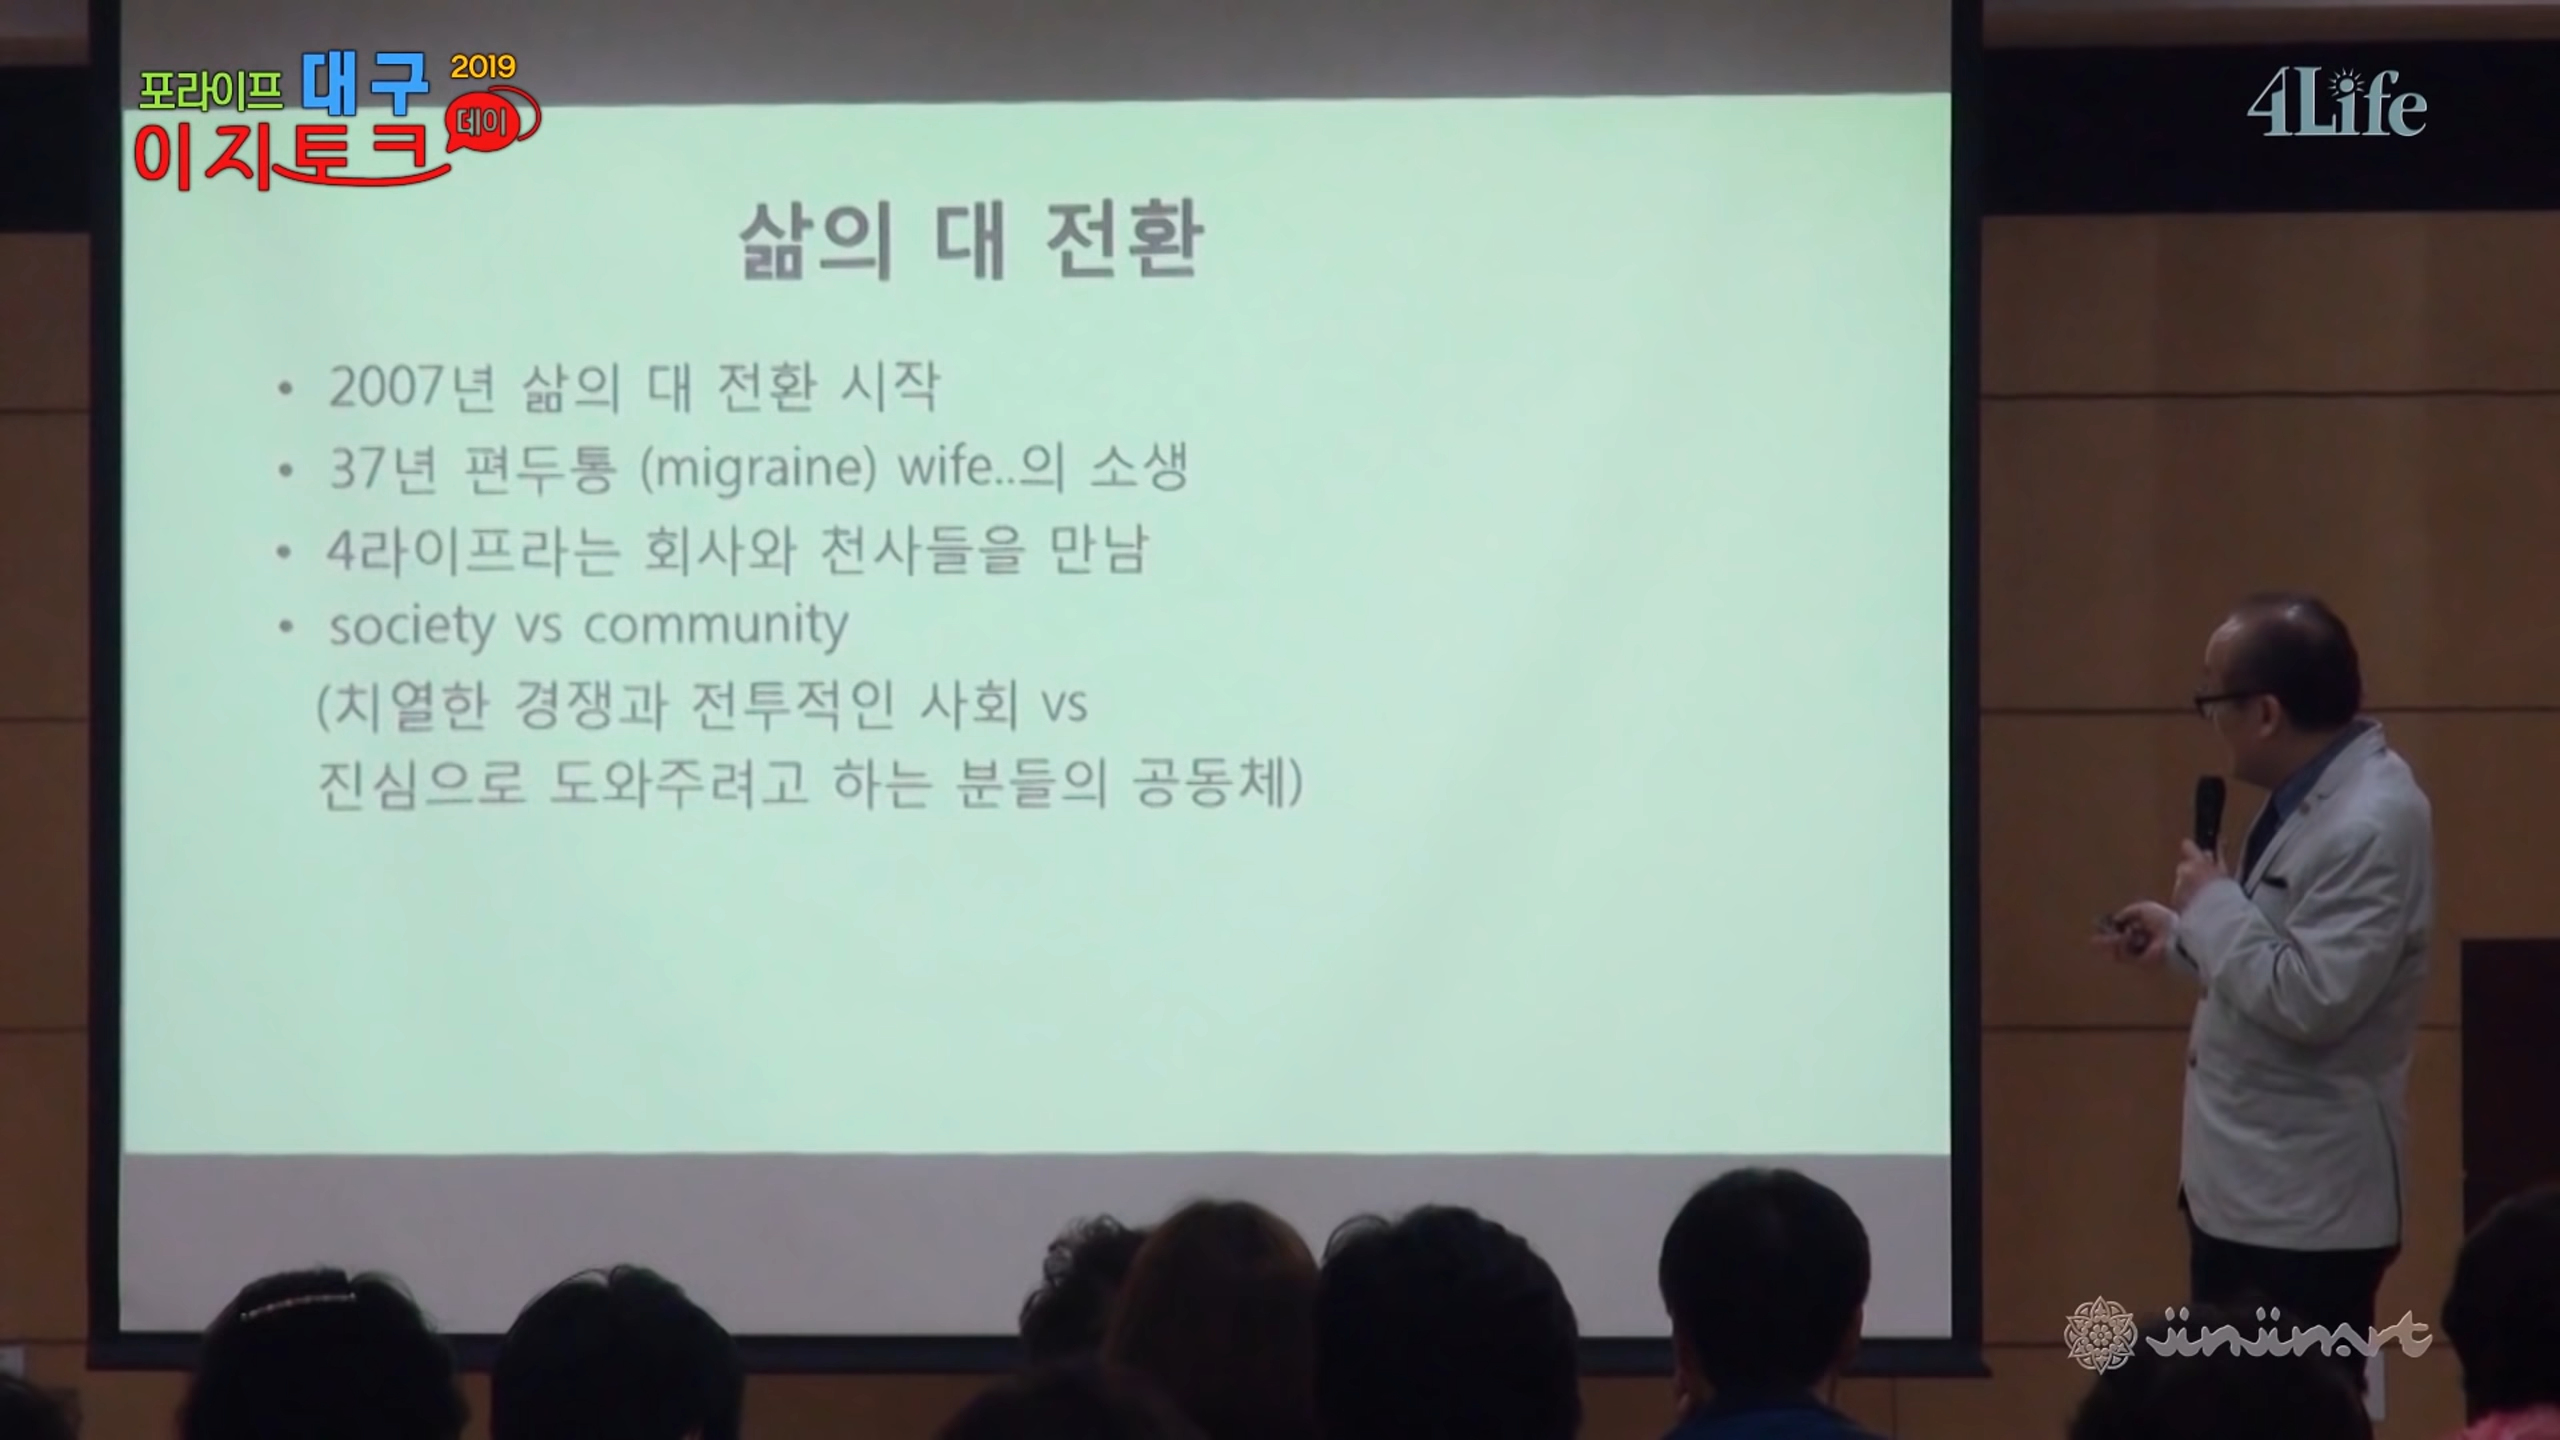 포라이프 대구 2019
이지토크 데이
4Life
삶의 대 전환
• 2007년 삶의 대 전환 시작
• 37년 편두통 (migraine) wife..의 소생
• 4라이프라는 회사와 천사들을 만남
• society vs community
(치열한 경쟁과 전투적인 사회 vs
진심으로 도와주려고 하는 분들의 공동체)
jinjinart